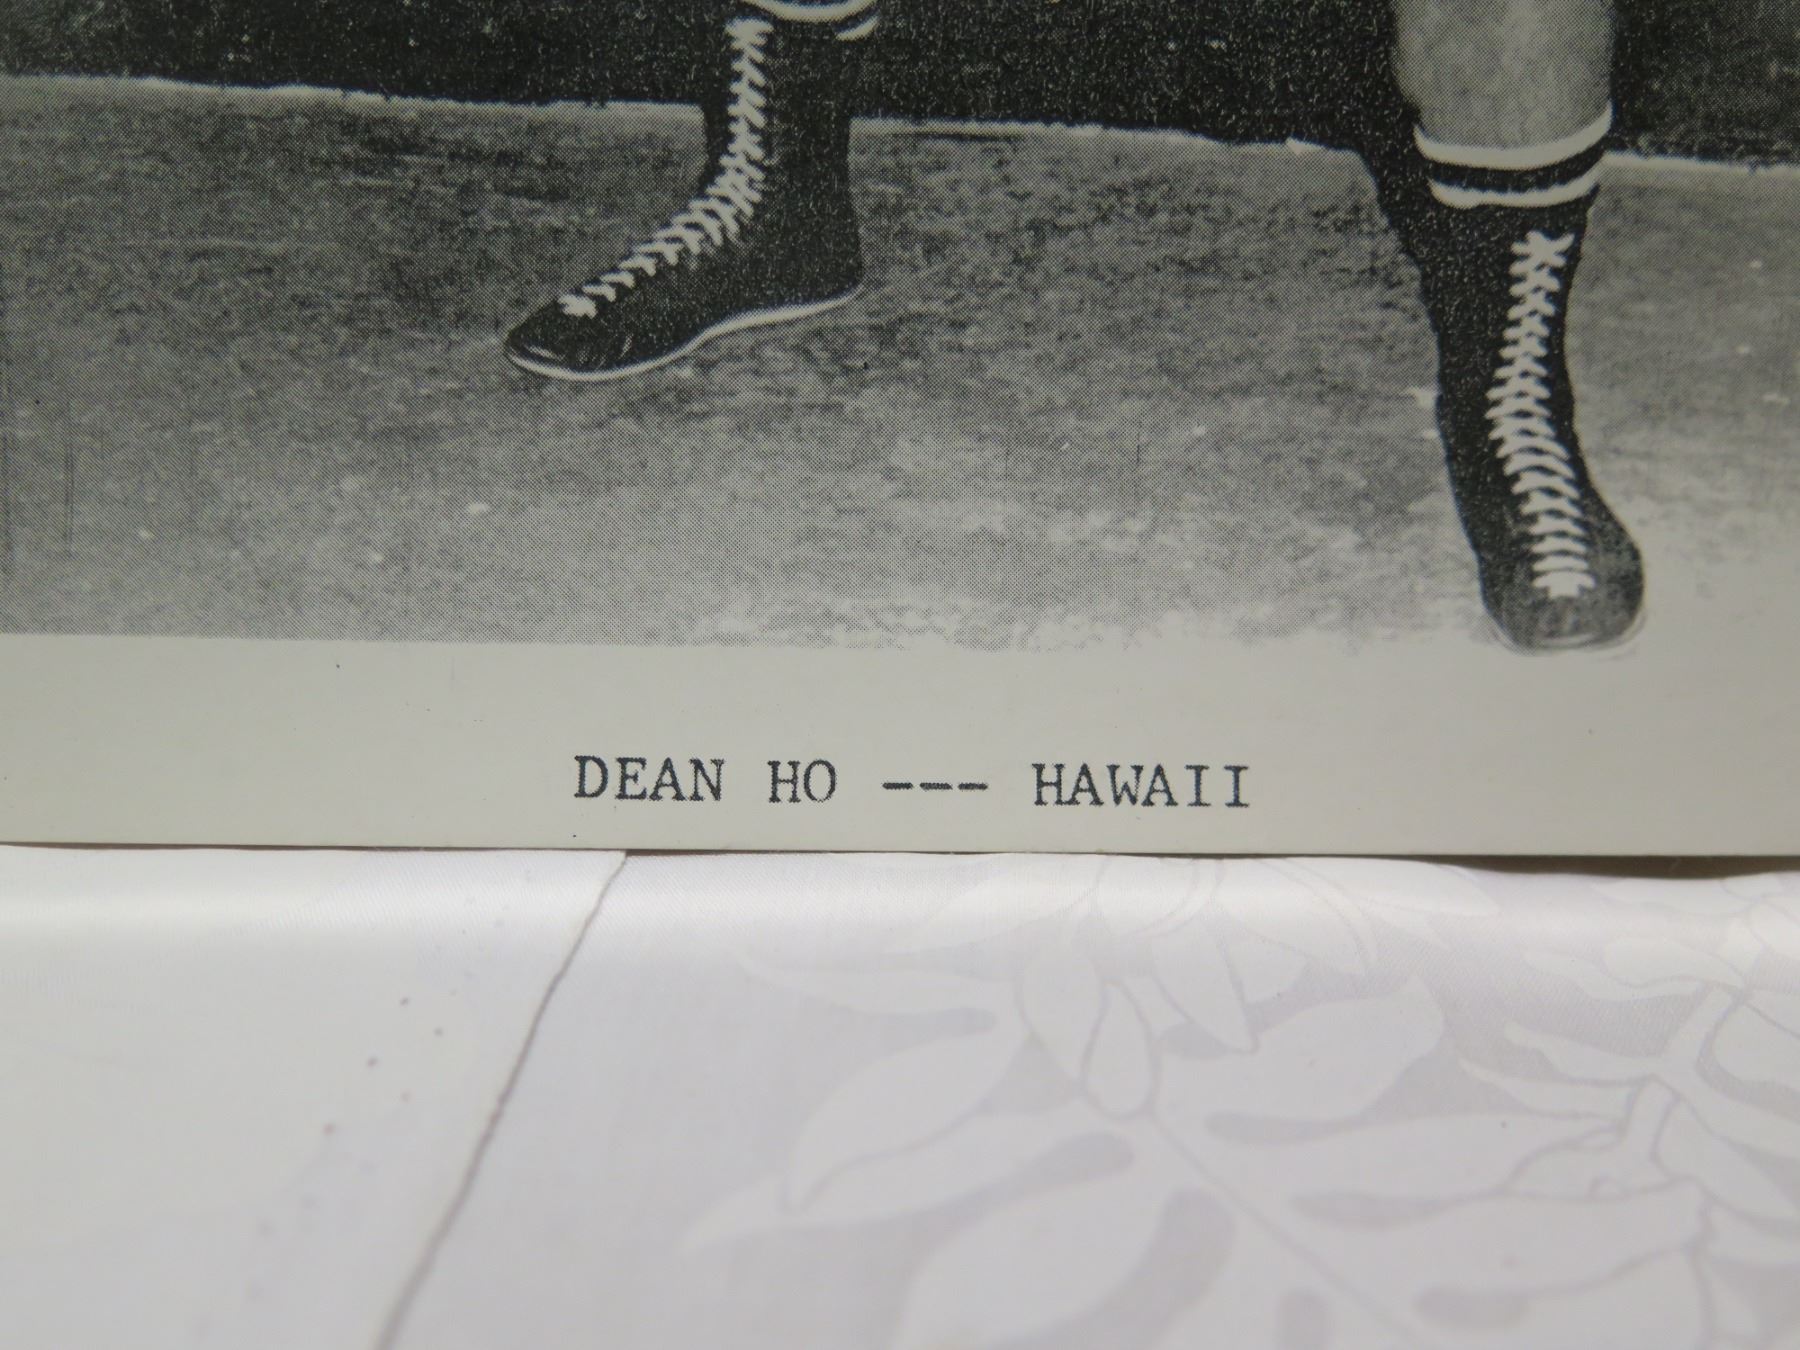 DEAN HO --- HAWAII